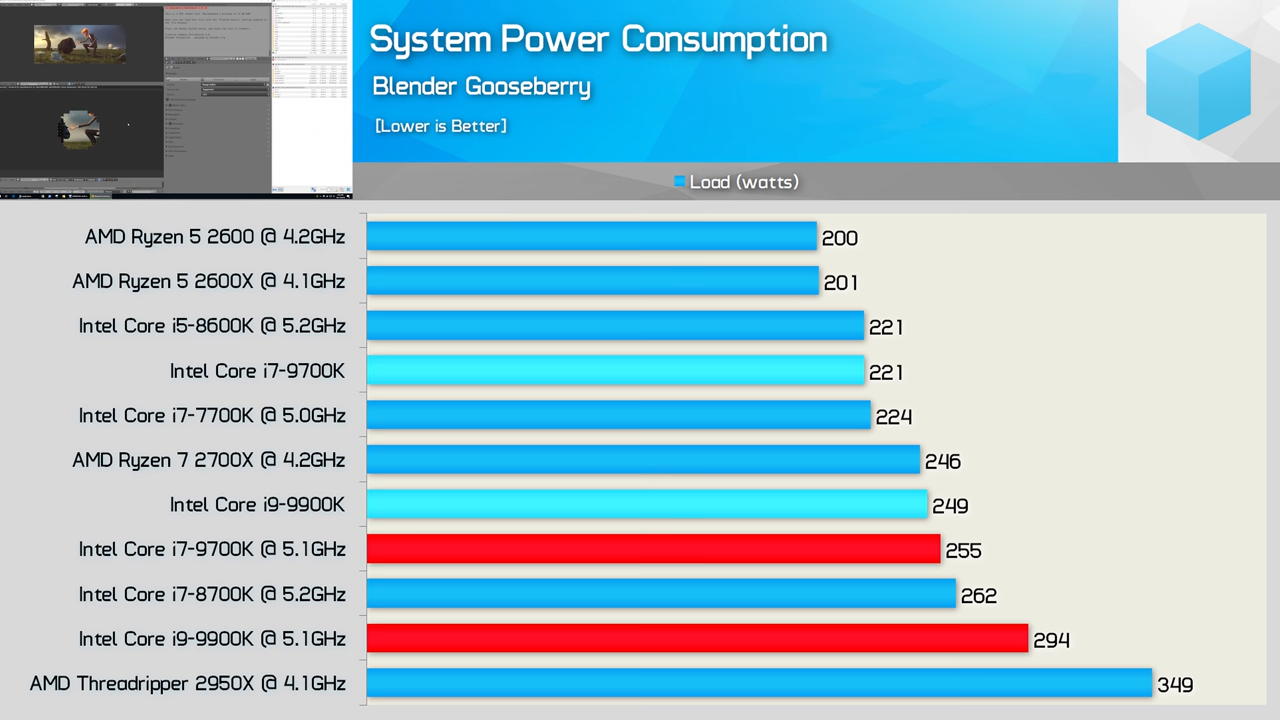 System Power Consumption
Blender Gooseberry
[Lower is Better]
Load (watts)
AMD Ryzen 5 2600 @ 4.2GHz 200
AMD Ryzen 5 2600X @ 4.1GHz 201
Intel Core i5-8600K @ 5.2GHz 221
Intel Core i7-9700K 221
Intel Core i7-7700K @ 5.0GHz 224
AMD Ryzen 7 2700X @ 4.2GHz 246
Intel Core i9-9900K 249
Intel Core i7-9700K @ 5.1GHz 255
Intel Core i7-8700K @ 5.2GHz 262
Intel Core i9-9900K @ 5.1GHz 294
AMD Threadripper 2950X @ 4.1GHz 349